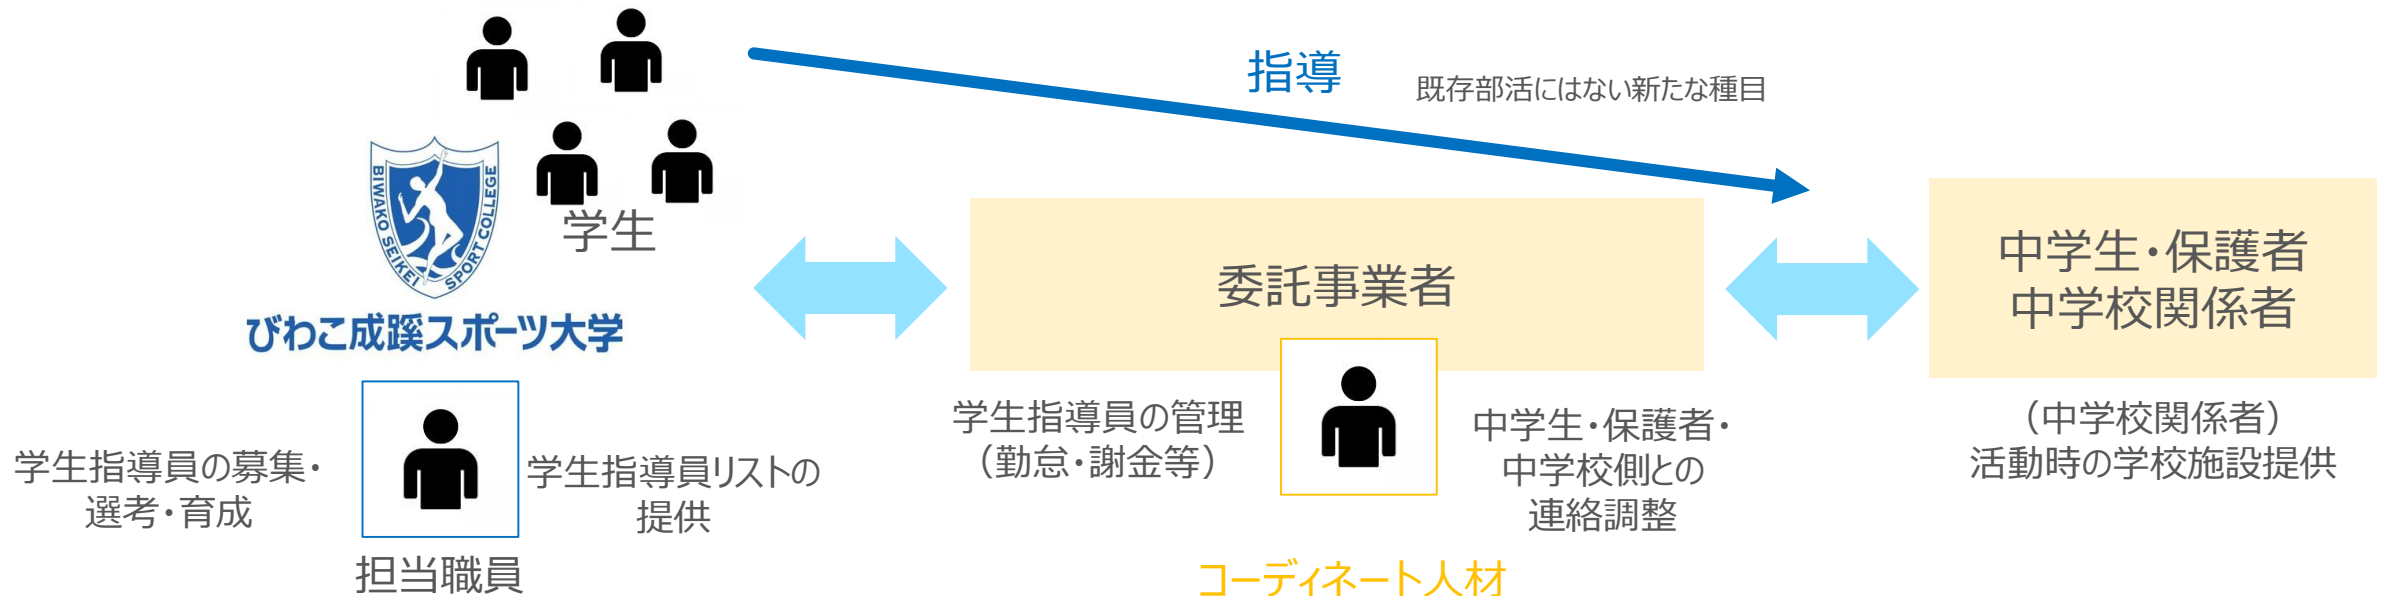 指導
既存部活にはない新たな種目
学生
BIWAKO SEIKEI SPORT COLLEGE
びわこ成蹊スポーツ大学
委託事業者
中学生・保護者
中学校関係者
学生指導員の募集・
選考・育成
学生指導員リストの
提供
担当職員
学生指導員の管理
（勤怠・謝金等）
中学生・保護者・
中学校側との
連絡調整
コーディネート人材
（中学校関係者）
活動時の学校施設提供